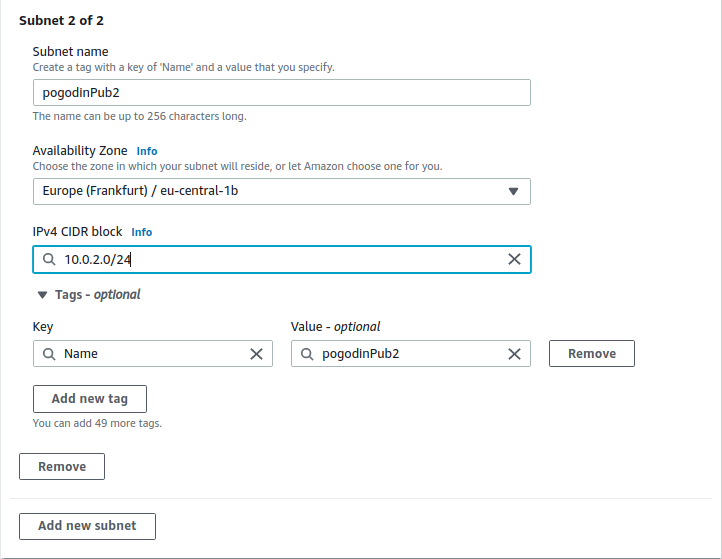 Subnet 2 of 2
Subnet name
Create a tag with a key of 'Name' and a value that you specify.
pogodinPub2
The name can be up to 256 characters long.
Availability Zone Info
Choose the zone in which your subnet will reside, or let Amazon choose one for you.
Europe (Frankfurt) / eu-central-1b
IPv4 CIDR block Info
10.0.2.0/24
Tags - optional
Key Value - optional
Name pogodinPub2 Remove
Add new tag
You can add 49 more tags.
Remove
Add new subnet